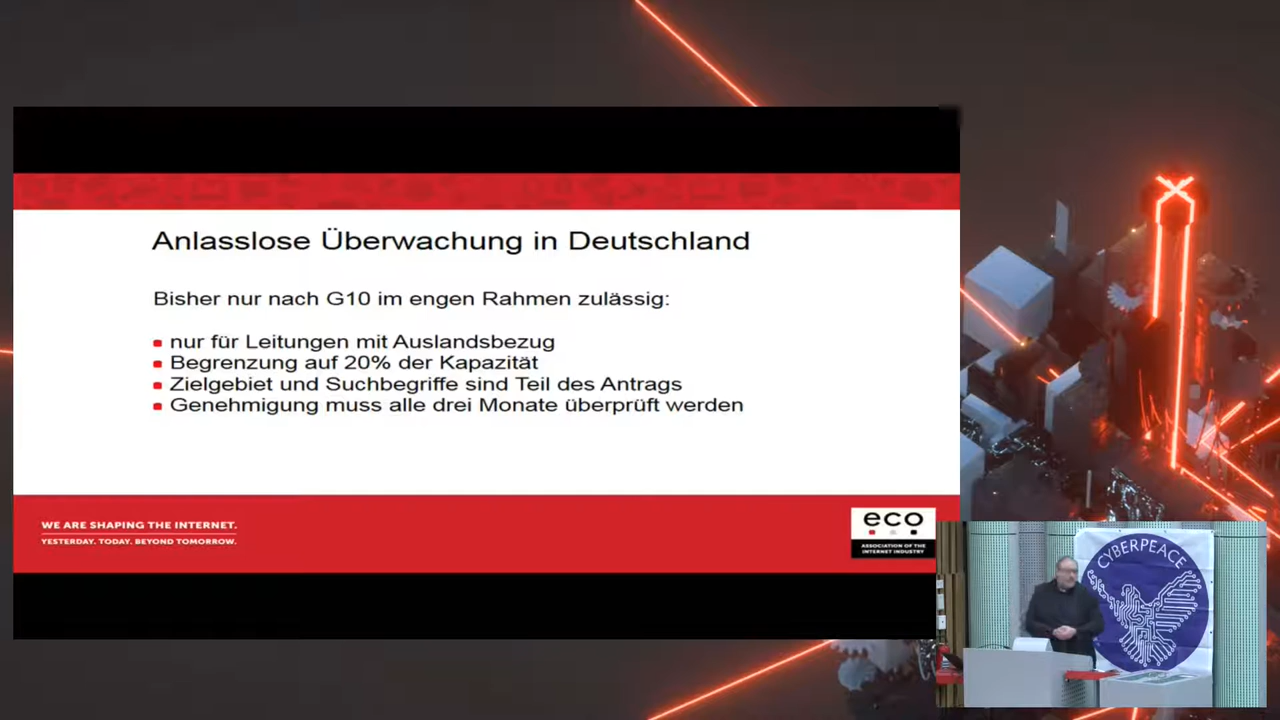 Anlasslose Überwachung in Deutschland
Bisher nur nach G10 im engen Rahmen zulässig:
nur für Leitungen mit Auslandsbezug
Begrenzung auf 20% der Kapazität
Zielgebiet und Suchbegriffe sind Teil des Antrags
Genehmigung muss alle drei Monate überprüft werden
WE ARE SHAPING THE INTERNET.
YESTERDAY. TODAY. BEYOND TOMORROW.
eco
ASSOCIATION OF THE
INTERNET INDUSTRY
CYBERPEACE